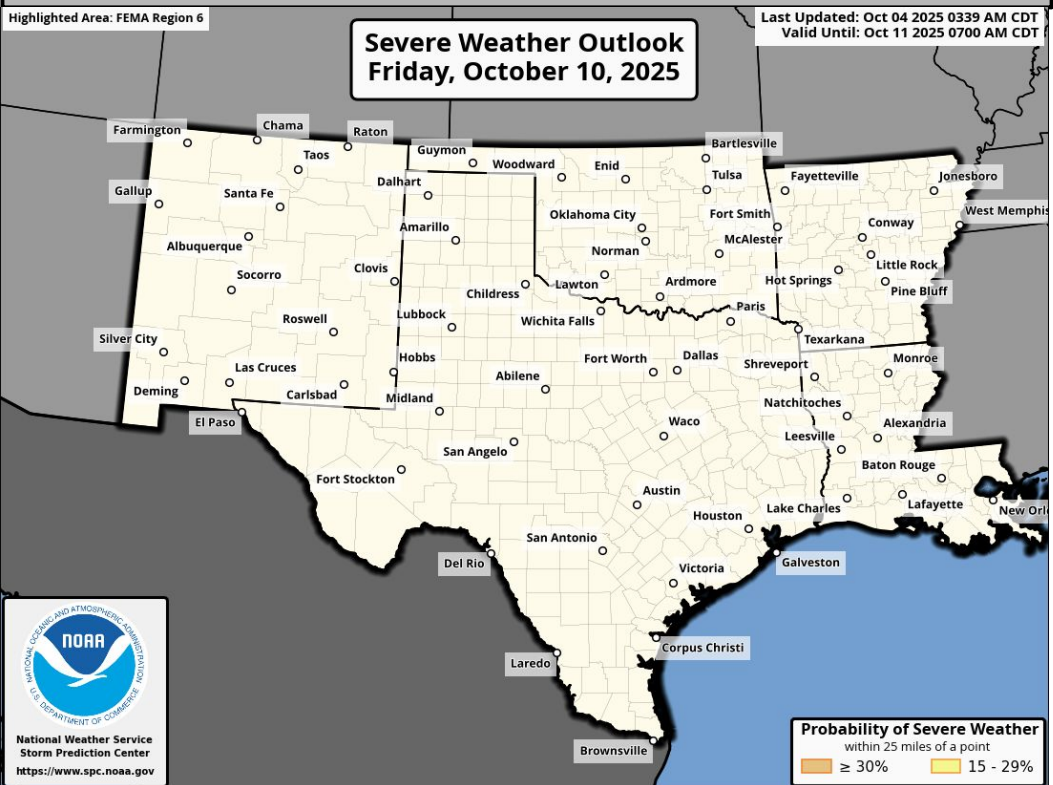 Highlighted Area: FEMA Region 6
Severe Weather Outlook
Friday, October 10, 2025
Last Updated: Oct 04 2025 0339 AM CDT
Valid Until: Oct 11 2025 0700 AM CDT
Farmington
Chama
Raton
Taos
Guymon
Woodward
Enid
Bartlesville
Tulsa
Fayetteville
Jonesboro
Gallup
Santa Fe
Dalhart
Amarillo
Oklahoma City
Fort Smith
Conway
West Memphis
Albuquerque
Norman
McAlester
Little Rock
Socorro
Clovis
Childress
Lawton
Ardmore
Hot Springs
Pine Bluff
Roswell
Lubbock
Wichita Falls
Paris
Texarkana
Silver City
Las Cruces
Hobbs
Fort Worth
Dallas
Shreveport
Monroe
Deming
Carlsbad
Midland
Abilene
Natchitoches
El Paso
Waco
Alexandria
San Angelo
Leesville
Fort Stockton
Baton Rouge
Austin
Houston
Lake Charles
Lafayette
New Orl
San Antonio
Del Rio
Victoria
Galveston
Laredo
Corpus Christi
Brownsville
NATIONAL OCEANIC AND ATMOSPHERIC ADMINISTRATION
NOAA
U.S. DEPARTMENT OF COMMERCE
National Weather Service
Storm Prediction Center
https://www.spc.noaa.gov
Probability of Severe Weather
within 25 miles of a point
≥ 30%
15 - 29%